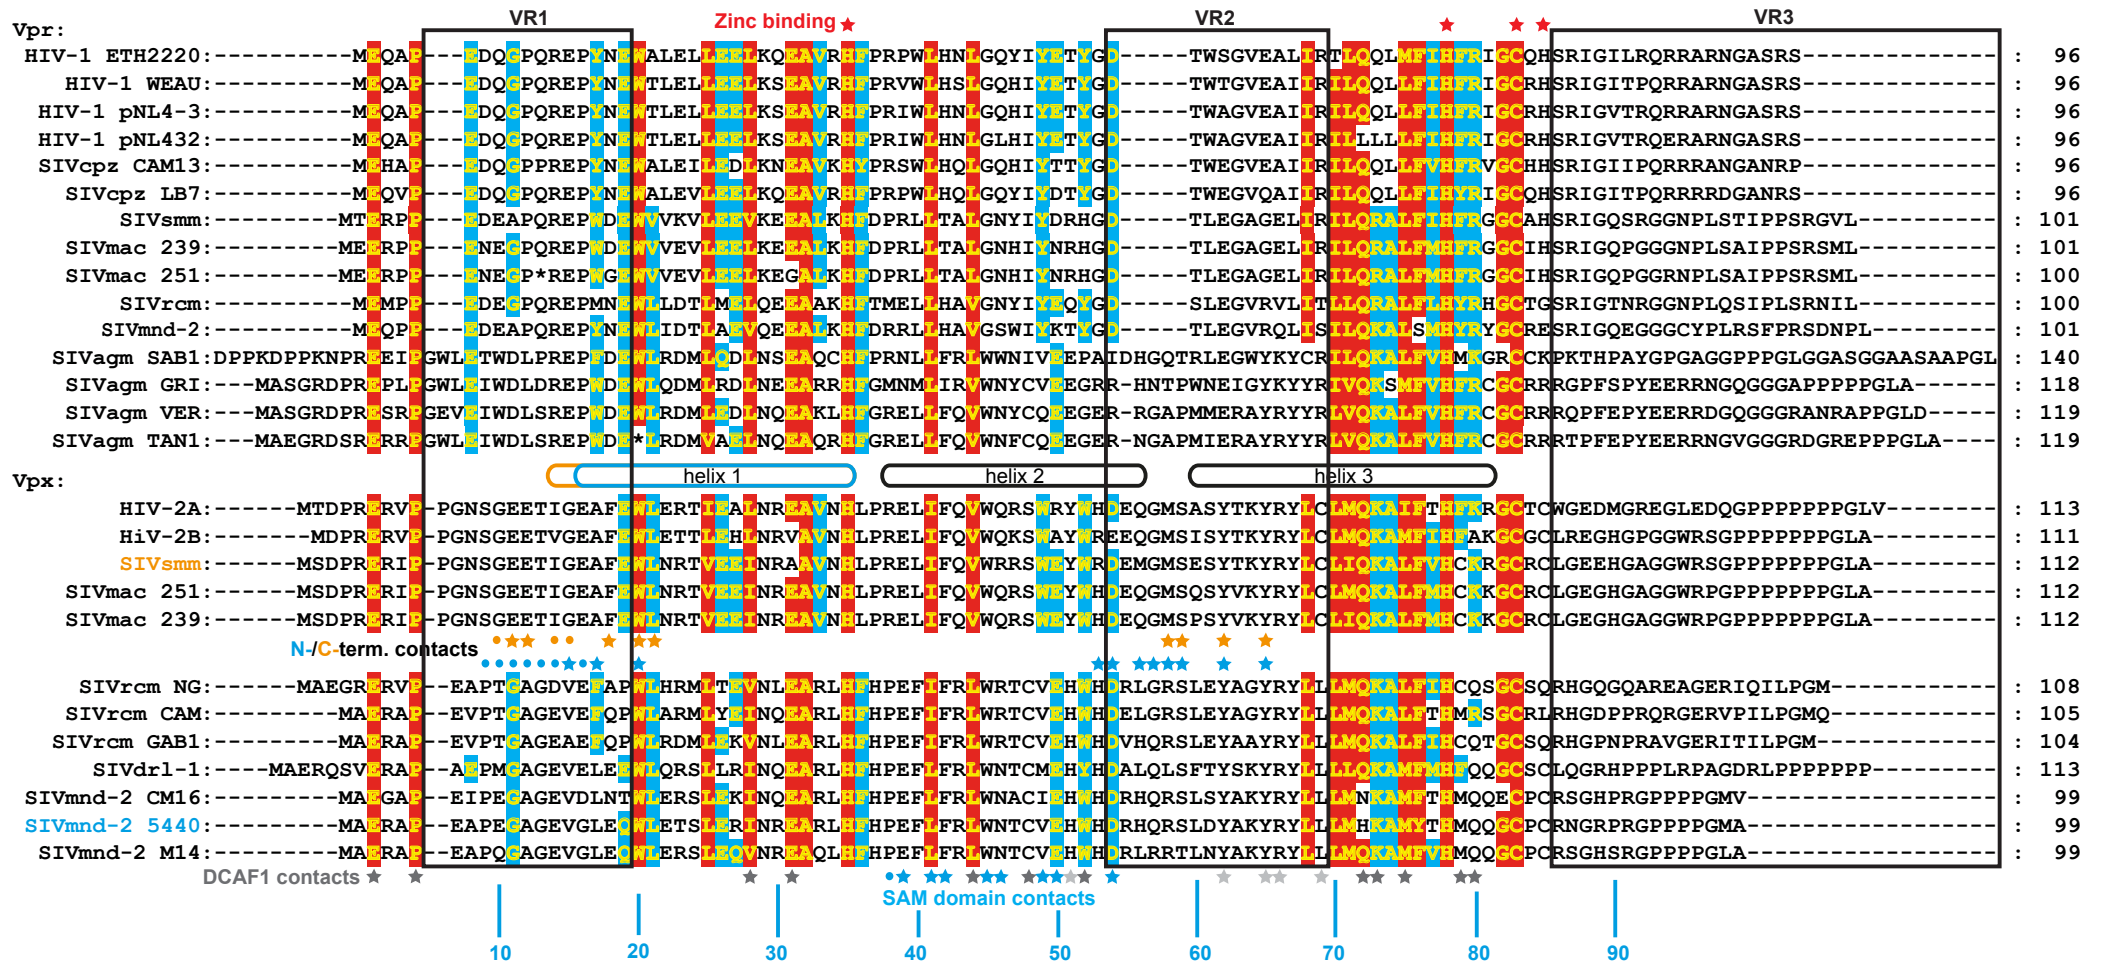 VR1 Zinc binding VR2 VR3
Vpr:
HIV-1 ETH2220:----------MEQAP---EDQGPQREPYNEWALELLEELKQEAVRHFPRPWLHNLGQYIYETYGD-----TWSGVEALIRTLQQLMFIHFRIGCQHSRIGILRQRRARNGASRS-------------- : 96
HIV-1 WEAU:----------MEQAP---EDQGPQREPYNEWTLELLEELKSEAVRHFPRVWLHSLGQHIYETYGD-----TWTGVEAIIRILQQLLFIHFRIGCRHSRIGITPQRRARNGASRS-------------- : 96
HIV-1 pNL4-3:----------MEQAP---EDQGPQREPYNEWTLELLEELKSEAVRHFPRIWLHNLGQHIYETYGD-----TWAGVEAIIRILQQLLFIHFRIGCRHSRIGVTRQRRARNGASRS-------------- : 96
HIV-1 pNL432:----------MEQAP---EDQGPQREPYNEWTLELLEELKSEAVRHFPRIWLHNLGLHIYETYGD-----TWAGVEAIIRILLLLLFIHFRIGCRHSRIGVTRQERARNGASRS-------------- : 96
SIVcpz CAM13:----------MEHAP---EDQGPPREPYNEWALEILEDLKNEAVKHYPRSWLHQLGQHIYTTYGD-----TWEGVEAIIRILQQLLFVHFRVGCHHSRIGIIPQRRRANGANRP-------------- : 96
SIVcpz LB7:----------MEQVP---EDQGPQREPYNEWALEVLEELKQEAVRHFPRPWLHQLGQYIYDTYGD-----TWEGVQAIIRILQQLLFIHYRIGCQHSRIGITPQRRRRDGANRS-------------- : 96
SIVsmm:---------MTERPP---EDEAPQREPWDEWVVKVLEEVKEEALKHFDPRLLTALGNYIYDRHGD-----TLEGAGELIRILQRALFIHFRGGCAHSRIGQSRGGNPLSTIPPSRGVL---------- : 101
SIVmac 239:---------MEERPP---ENEGPQREPWDEWVVEVLEELKEEALKHFDPRLLTALGNHIYNRHGD-----TLEGAGELIRILQRALFMHFRGGCIHSRIGQPGGGNPLSAIPPSRSML---------- : 101
SIVmac 251:---------MEERPP---ENEGP*REPWGEWVVEVLEELKEGALKHFDPRLLTALGNHIYNRHGD-----TLEGAGELIRILQRALFMHFRGGCIHSRIGQPGGRNPLSAIPPSRSML---------- : 100
SIVrcm:----------MEMPP---EDEGPQREPMNEWLLDTLMELQEEAAKHFTMELLHAVGNYIYEQYGD-----SLEGVRVLITLLQRALFLHYRHGCTGSRIGTNRGGNPLQSIPLSRNIL---------- : 100
SIVmnd-2:----------MEQPP---EDEAPQREPYNEWLIDTLAEVQEEALKHFDRRLLHAVGSWIYKTYGD-----TLEGVRQLISILQKALSMHYRYGCRESRIGQEGGGCYPLRSFPRSDNPL--------- : 101
SIVagm SAB1:DPPKDPPKNPREEIPGWLETWDLPREPFDEWLRDMLQDLNSEAQCHFPRNLLFRLWWNIVEEPAIDHGQTRLEGWYKYCRILQKALFVHMKGRCCKPKTHPAYGPGAGGPPPGLGGASGGAASAAPGL : 140
SIVagm GRI:---MASGRDPREPLPGWLEIWDLDREPWDEWLQDMLRDLNEEARRHFGMNMLIRVWNYCVEEGRR-HNTPWNEIGYKYYRIVQKSMFVHFRCGCRRRGPFSPYEERRNGQGGGAPPPPPGLA------ : 118
SIVagm VER:---MASGRDPRESRPGEVEIWDLSREPWDEWLRDMLEDLNQEAKLHFGRELLFQVWNYCQEEGER-RGAPMMERAYRYYRLVQKALFVHFRCGCRRRQPFEPYEERRDGQGGGRANRAPPGLD----- : 119
SIVagm TAN1:---MAEGRDSRERRPGWLEIWDLSREPWDE*LRDMVAELNQEAQRHFGRELLFQVWNFCQEEGER-NGAPMIERAYRYYRLVQKALFVHFRCGCRRRTPFEPYEERRNGVGGGRDGREPPPGLA---- : 119
helix 1 helix 2 helix 3
Vpx:
HIV-2A:------MTDPRERVP-PGNSGEETIGEAFEWLERTIEALNREAVNHLPRELIFQVWQRSWRYWHDEQGMSASYTKYRYLCLMQKAIFTHFKRGCTCWGEDMGREGLEDQGPPPPPPPGLV-------- : 113
HiV-2B:-------MDPRERVP-PGNSGEETVGEAFEWLETTLEHLNRVAVNHLPRELIFQVWQKSWAYWREEQGMSISYTKYRYLCLMQKAMFIHFAKGCGCLREGHGPGGWRSGPPPPPPPGLA--------- : 111
SIVsmm:------MSDPRERIP-PGNSGEETIGEAFEWLNRTVEEINRAAVNHLPRELIFQVWRRSWEYWRDEMGMSESYTKYRYLCLIQKALFVHCKRGCRCLGEEHGAGGWRSGPPPPPPPGLA--------- : 112
SIVmac 251:------MSDPRERIP-PGNSGEETIGEAFEWLNRTVEEINREAVNHLPRELIFQVWQRSWEYWHDEQGMSQSYVKYRYLCLMQKALFMHCKKGCRCLGEGHGAGGWRPGPPPPPPPGLA--------- : 112
SIVmac 239:------MSDPRERIP-PGNSGEETIGEAFEWLNRTVEEINREAVNHLPRELIFQVWQRSWEYWHDEQGMSPSYVKYRYLCLIQKALFMHCKKGCRCLGEGHGAGGWRPGPPPPPPPGLA--------- : 112
N-/C-term. contacts
SIVrcm NG:------MAEGRERVP--EAPTGAGDVEFAPWLHRMLTEVNLEARLHFHPEFIFRLWRTCVEHWHDRLGRSLEYAGYRYLLLMQKALFIHCQSGCSQRHGQGQAREAGERIQILPGM------------ : 108
SIVrcm CAM:---------MAERAP--EVPTGAGEVEFQPWLARMLYEINQEARLHFHPEFIFRLWRTCVEHWHDELGRSLEYAGYRYLLLMQKALFTHMRSGCRLRHGDPPRQRGERVPILPGMQ------------ : 105
SIVrcm GAB1:---------MAERAP--EVPTGAGEAEFQPWLRDMLEKVNLEARLHFHPEFIFRLWRTCVEHWHDVHQRSLEYAAYRYLLLMQKALFIHCQTGCSQRHGPNPRAVGERITILPGM------------- : 104
SIVdrl-1:----MAERQSVERAP--AEPMGAGEVELEEWLQRSLLRINQEARLHFHPEFLFRLWNTCMEHYHDALQLSFTYSKYRYLLLLQKAMFMHFQQGCSCLQGRHPPPLRPAGDRLPPPPPPP--------- : 113
SIVmnd-2 CM16:---------MAEGAP--EIPEGAGEVDLNTWLERSLEKINREARLHFHPEFLFRLWNACIEHWHDRHQRSLSYAKYRYLLLMNKAMFTHMQQECPCRSGHPRGPPPPGMV------------------ : 99
SIVmnd-2 5440:---------MAERAP--EAPEGAGEVGLEQWLETSLERINREARLHFHPEFLFRLWNTCVEHWHDRHQRSLDYAKYRYLLLMHKAMYTHMQQGCPCRNGRPRGPPPPGMA------------------ : 99
SIVmnd-2 M14:---------MAERAP--EAPQGAGEVGLEQWLERSLEQVNREAQLHFHPEFLFRLWNTCVEHWHDRLRRTLNYAKYRYLLLMQKAMFVHMQQGCPCRSGHSRGPPPPGLA------------------ : 99
DCAF1 contacts
SAM domain contacts
10 20 30 40 50 60 70 80 90